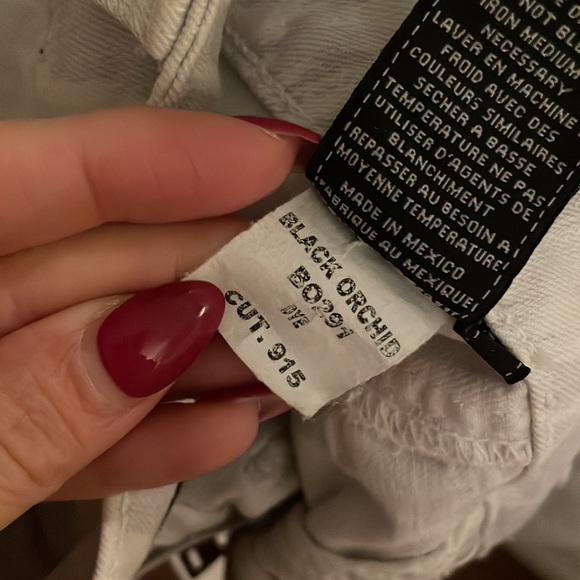 NOT BL
IRON MEDIUM
NECESSARY
LAVER EN MACHINE
FROID AVEC DES
COULEURS SIMILAIRES
SECHER A BASSE
TEMPERATURE NE PAS
UTILISER D'AGENTS DE
BLANCHIMENT
REPASSER AU BESOIN A
MOYENNE TEMPERATURE
MADE IN MEXICO
FABRIQUE AU MEXIQUE
BLACK ORCHID
BO291
CUT: 915